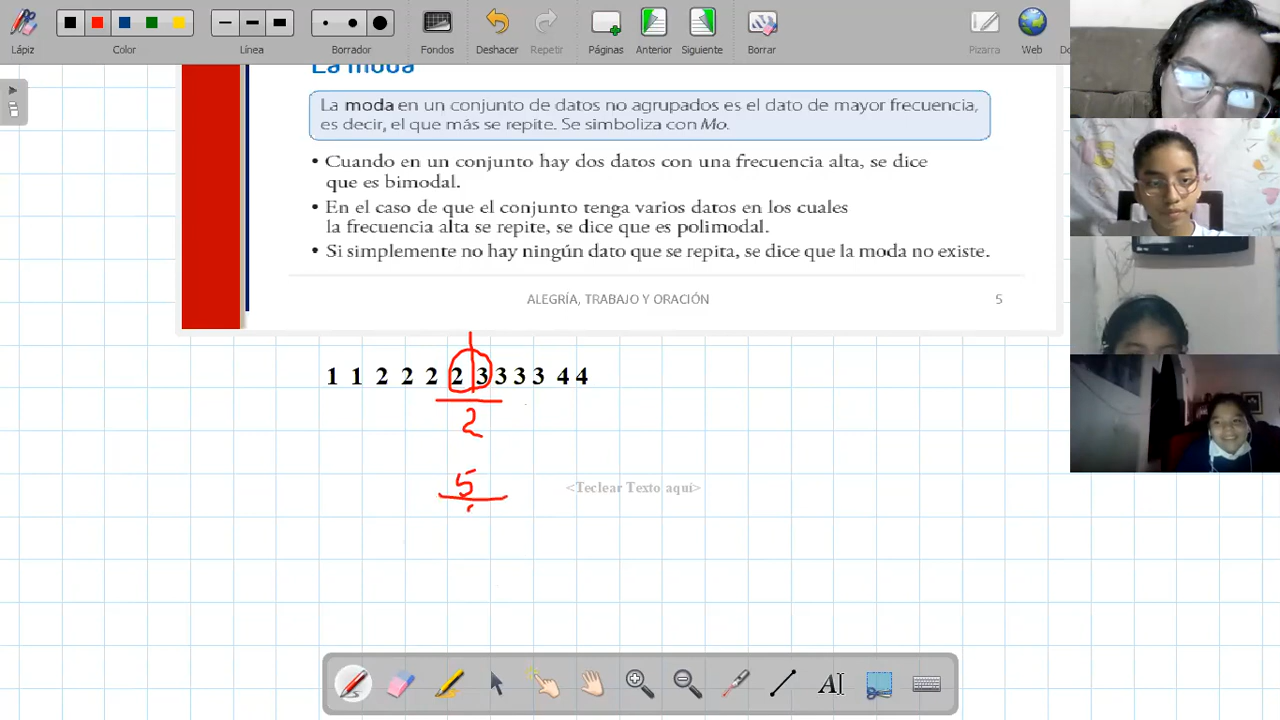 Lápiz
Color
Línea
Borrador
Fondos
Deshacer
Repetir
Páginas
Anterior
Siguiente
Borrar
Pizarra
Web
La moda
La moda en un conjunto de datos no agrupados es el dato de mayor frecuencia,
es decir, el que más se repite. Se simboliza con Mo.
• Cuando en un conjunto hay dos datos con una frecuencia alta, se dice
que es bimodal.
• En el caso de que el conjunto tenga varios datos en los cuales
la frecuencia alta se repite, se dice que es polimodal.
• Si simplemente no hay ningún dato que se repita, se dice que la moda no existe.
ALEGRÍA, TRABAJO Y ORACIÓN 5
1 1 2 2 2 2 3 3 3 3 4 4
2
5
<Teclear Texto aquí>